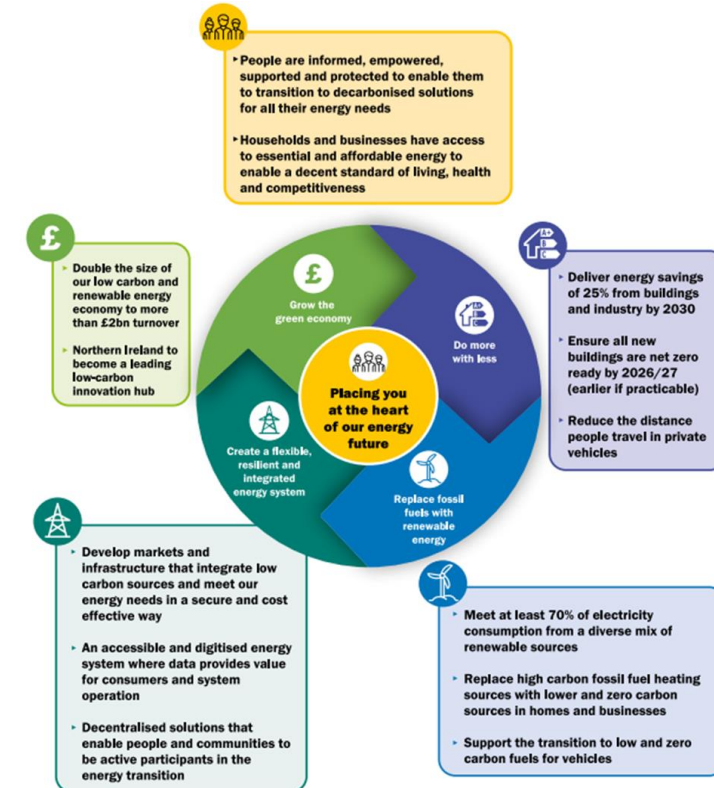 ▸People are informed, empowered,
supported and protected to enable them
to transition to decarbonised solutions
for all their energy needs
▸Households and businesses have access
to essential and affordable energy to
enable a decent standard of living, health
and competitiveness
£
▸ Double the size of
our low carbon and
renewable energy
economy to more
than £2bn turnover
▸ Northern Ireland to
become a leading
low-carbon
innovation hub
£
Grow the
green economy
Do more
with less
Placing you
at the heart
of our energy
future
Create a flexible,
resilient and
integrated
energy system
Replace fossil
fuels with
renewable
energy
▸ Deliver energy savings
of 25% from buildings
and industry by 2030
▸ Ensure all new
buildings are net zero
ready by 2026/27
(earlier if practicable)
▸ Reduce the distance
people travel in private
vehicles
▸ Develop markets and
infrastructure that integrate low
carbon sources and meet our
energy needs in a secure and cost
effective way
▸ An accessible and digitised energy
system where data provides value
for consumers and system
operation
▸ Decentralised solutions that
enable people and communities to
be active participants in the
energy transition
▸ Meet at least 70% of electricity
consumption from a diverse mix of
renewable sources
▸ Replace high carbon fossil fuel heating
sources with lower and zero carbon
sources in homes and businesses
▸ Support the transition to low and zero
carbon fuels for vehicles